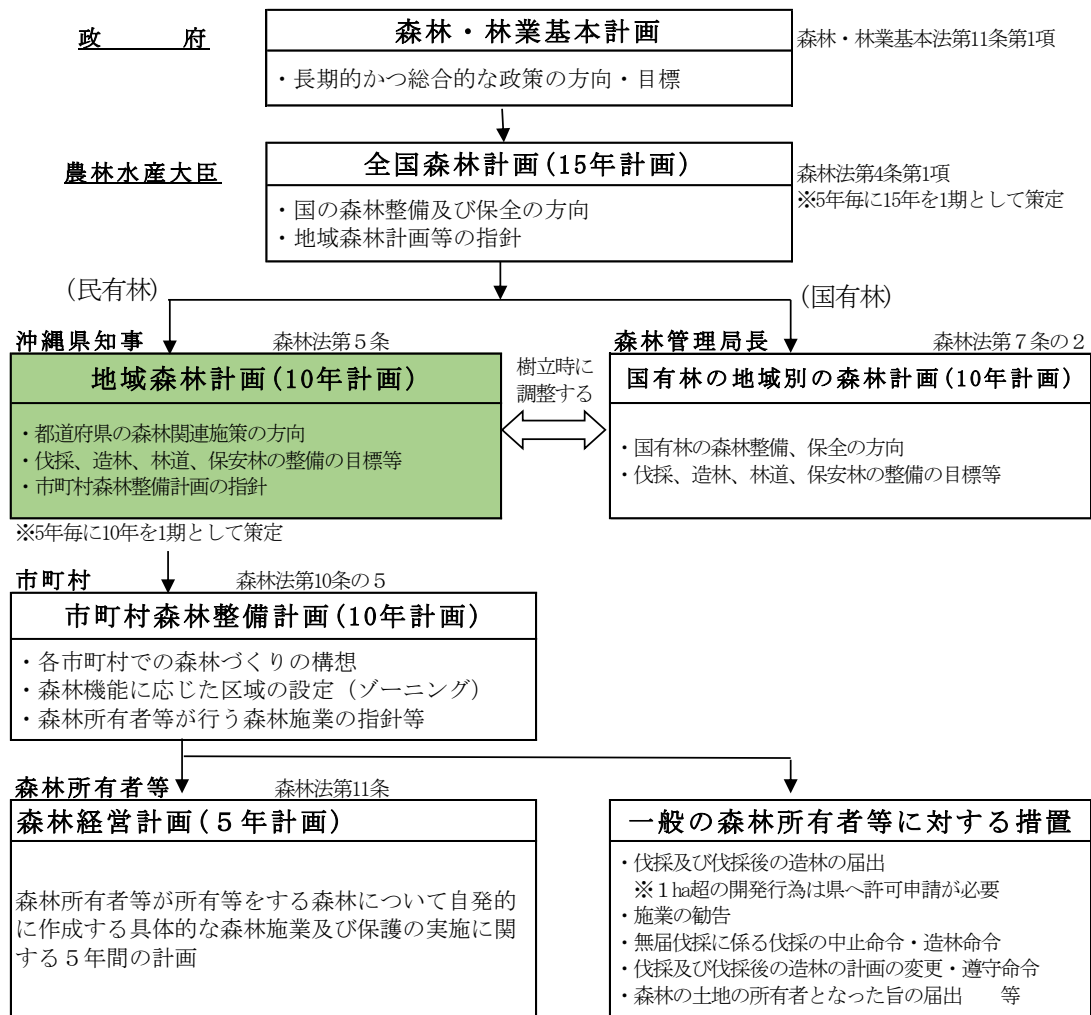 政　　　府
森林・林業基本計画
森林・林業基本法第11条第1項
・長期的かつ総合的な政策の方向・目標
農林水産大臣
全国森林計画(15年計画)
森林法第4条第1項
※5年毎に15年を1期として策定
・国の森林整備及び保全の方向
・地域森林計画等の指針
(民有林)
(国有林)
沖縄県知事
森林法第５条
地域森林計画(10年計画)
・都道府県の森林関連施策の方向
・伐採、造林、林道、保安林の整備の目標等
・市町村森林整備計画の指針
※5年毎に10年を1期として策定
樹立時に
調整する
森林管理局長
森林法第７条の２
国有林の地域別の森林計画(10年計画)
・国有林の森林整備、保全の方向
・伐採、造林、林道、保安林の整備の目標等
市町村
森林法第10条の５
市町村森林整備計画(10年計画)
・各市町村での森林づくりの構想
・森林機能に応じた区域の設定（ゾーニング）
・森林所有者等が行う森林施業の指針等
森林所有者等
森林法第11条
森林経営計画(５年計画)
森林所有者等が所有等をする森林について自発的
に作成する具体的な森林施業及び保護の実施に関
する５年間の計画
一般の森林所有者等に対する措置
・伐採及び伐採後の造林の届出
※１ha超の開発行為は県へ許可申請が必要
・施業の勧告
・無届伐採に係る伐採の中止命令・造林命令
・伐採及び伐採後の造林の計画の変更・遵守命令
・森林の土地の所有者となった旨の届出　　等